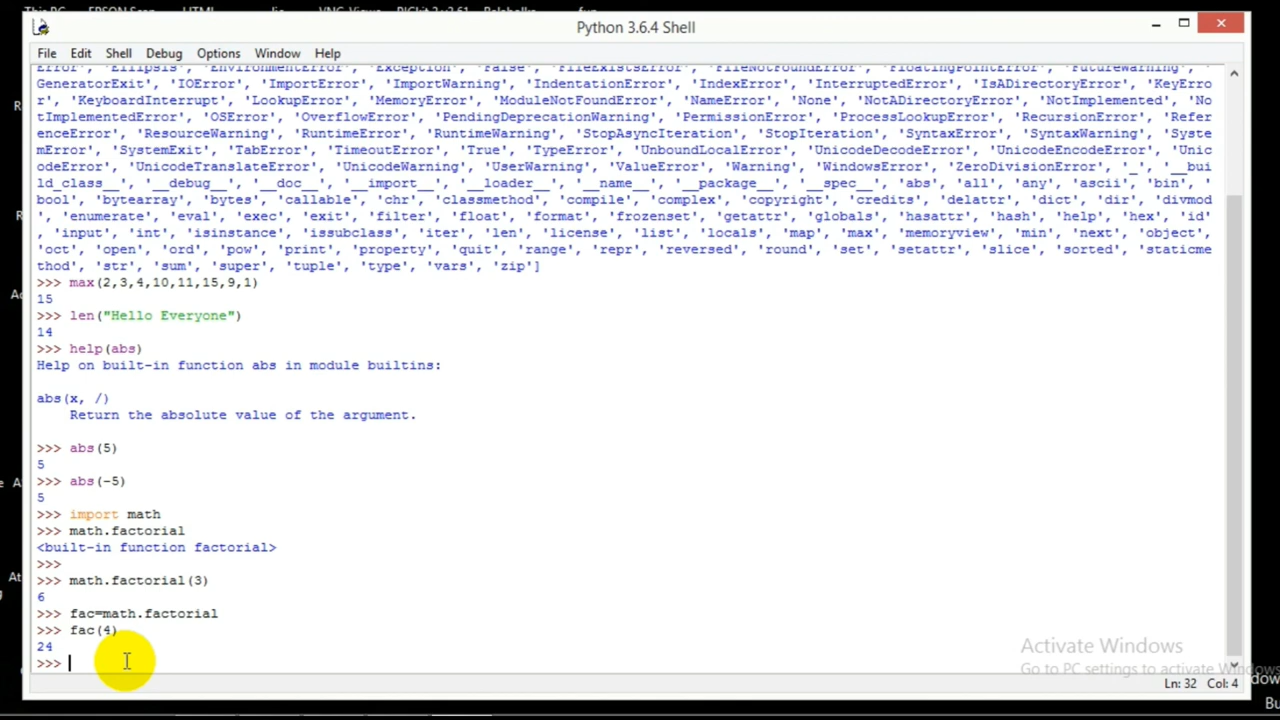 Python 3.6.4 Shell
File Edit Shell Debug Options Window Help
Error', 'Ellipsis', 'EnvironmentError', 'Exception', 'False', 'FileExistsError', 'FileNotFoundError', 'FloatingPointError', 'FutureWarning', '
GeneratorExit', 'IOError', 'ImportError', 'ImportWarning', 'IndentationError', 'IndexError', 'InterruptedError', 'IsADirectoryError', 'KeyErro
r', 'KeyboardInterrupt', 'LookupError', 'MemoryError', 'ModuleNotFoundError', 'NameError', 'None', 'NotADirectoryError', 'NotImplemented', 'No
tImplementedError', 'OSError', 'OverflowError', 'PendingDeprecationWarning', 'PermissionError', 'ProcessLookupError', 'RecursionError', 'Refer
enceError', 'ResourceWarning', 'RuntimeError', 'RuntimeWarning', 'StopAsyncIteration', 'StopIteration', 'SyntaxError', 'SyntaxWarning', 'Syste
mError', 'SystemExit', 'TabError', 'TimeoutError', 'True', 'TypeError', 'UnboundLocalError', 'UnicodeDecodeError', 'UnicodeEncodeError', 'Unic
odeError', 'UnicodeTranslateError', 'UnicodeWarning', 'UserWarning', 'ValueError', 'Warning', 'WindowsError', 'ZeroDivisionError', '_', '__bui
ld_class__', '__debug__', '__doc__', '__import__', '__loader__', '__name__', '__package__', '__spec__', 'abs', 'all', 'any', 'ascii', 'bin', '
bool', 'bytearray', 'bytes', 'callable', 'chr', 'classmethod', 'compile', 'complex', 'copyright', 'credits', 'delattr', 'dict', 'dir', 'divmod
', 'enumerate', 'eval', 'exec', 'exit', 'filter', 'float', 'format', 'frozenset', 'getattr', 'globals', 'hasattr', 'hash', 'help', 'hex', 'id'
, 'input', 'int', 'isinstance', 'issubclass', 'iter', 'len', 'license', 'list', 'locals', 'map', 'max', 'memoryview', 'min', 'next', 'object',
'oct', 'open', 'ord', 'pow', 'print', 'property', 'quit', 'range', 'repr', 'reversed', 'round', 'set', 'setattr', 'slice', 'sorted', 'staticme
thod', 'str', 'sum', 'super', 'tuple', 'type', 'vars', 'zip']
>>> max(2,3,4,10,11,15,9,1)
15
>>> len("Hello Everyone")
14
>>> help(abs)
Help on built-in function abs in module builtins:
abs(x, /)
Return the absolute value of the argument.
>>> abs(5)
5
>>> abs(-5)
5
>>> import math
>>> math.factorial
<built-in function factorial>
>>>
>>> math.factorial(3)
6
>>> fac=math.factorial
>>> fac(4)
24
>>>
Activate Windows
Go to PC settings to activate Windows
Ln: 32 Col: 4